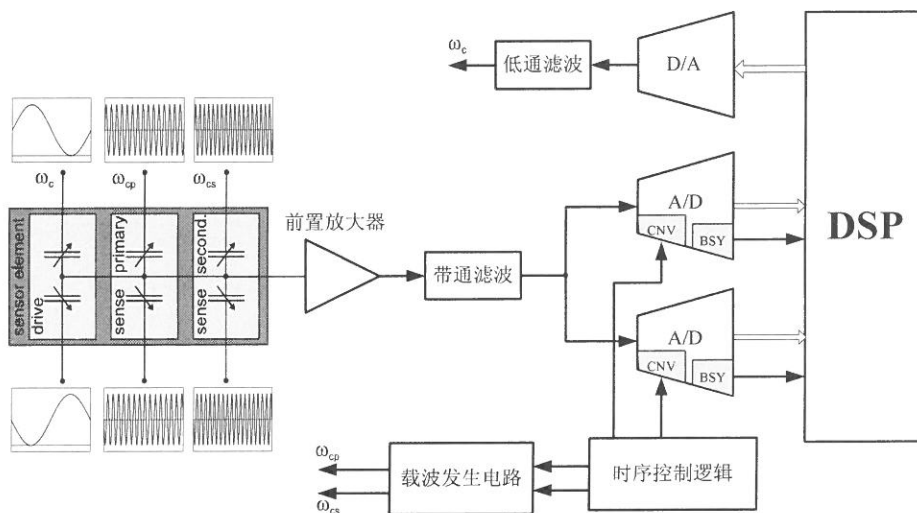 ω_c
低通滤波
D/A
DSP
ω_c
ω_cp
ω_cs
sensor element
drive
sense primary
sense second.
前置放大器
带通滤波
A/D
CNV
BSY
A/D
CNV
BSY
ω_cp
ω_cs
载波发生电路
时序控制逻辑